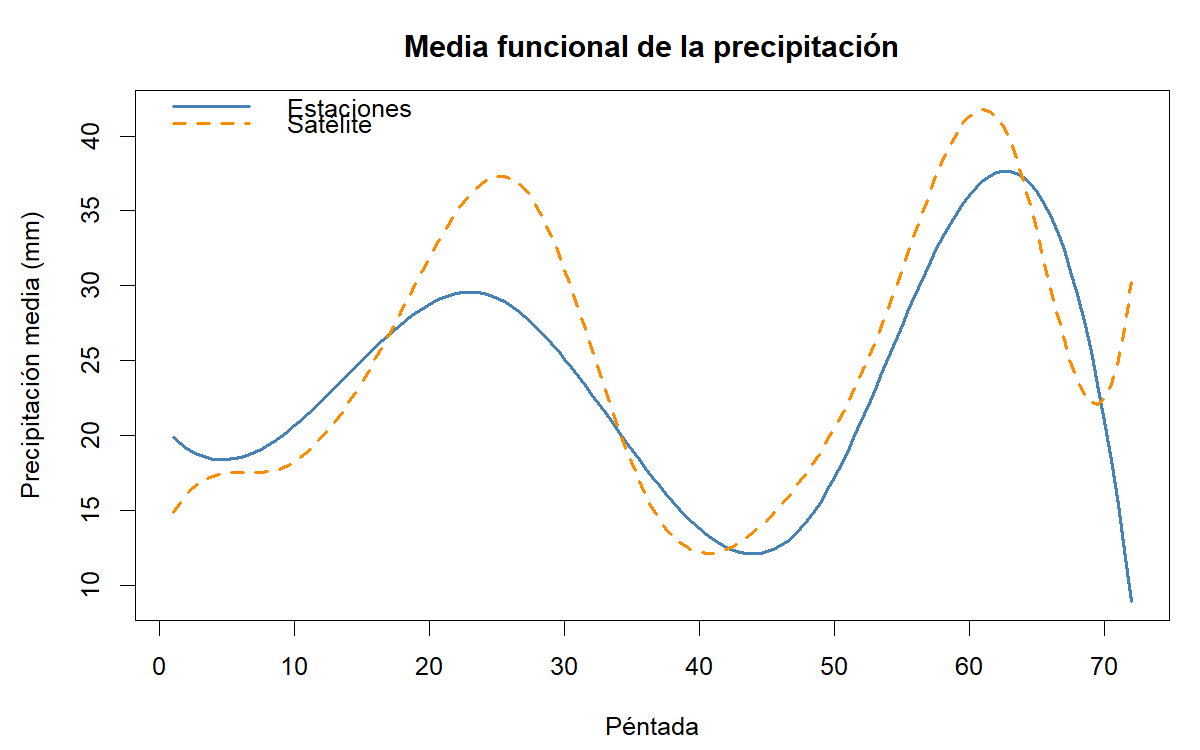 Media funcional de la precipitación
Estaciones
Satélite
Precipitación media (mm)
40
35
30
25
20
15
10
0 10 20 30 40 50 60 70
Péntada